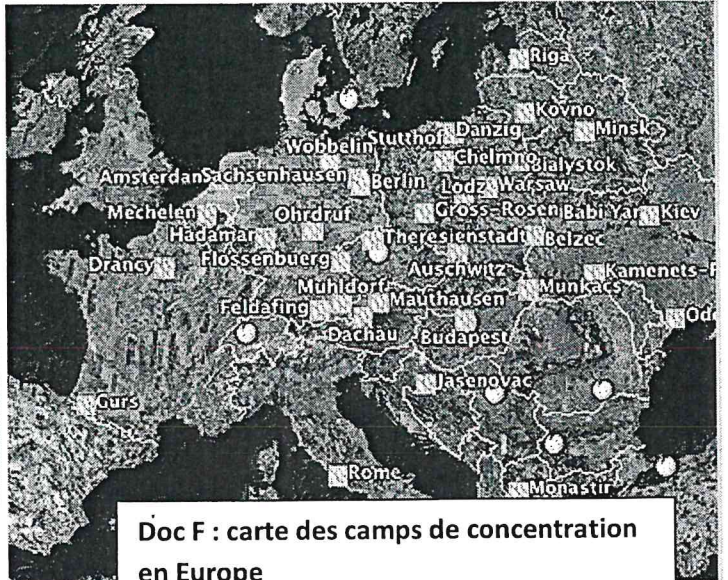 Riga
Kovno
Stutthof Danzig Minsk
Wobbelin
Chelmno Bialystok
Amsterdam Sachsenhausen Berlin Lodz Warsaw
Mechelen Ohrdruf Gross-Rosen Babi Yar Kiev
Hadamar Theresienstadt Belzec
Drancy Flossenbuerg Auschwitz Kamenets-
Muhldorf Munkacs
Feldafing Mauthausen
Dachau Budapest
Jasenovac
Gurs
Rome
Monastir
Doc F : carte des camps de concentration
en Europe